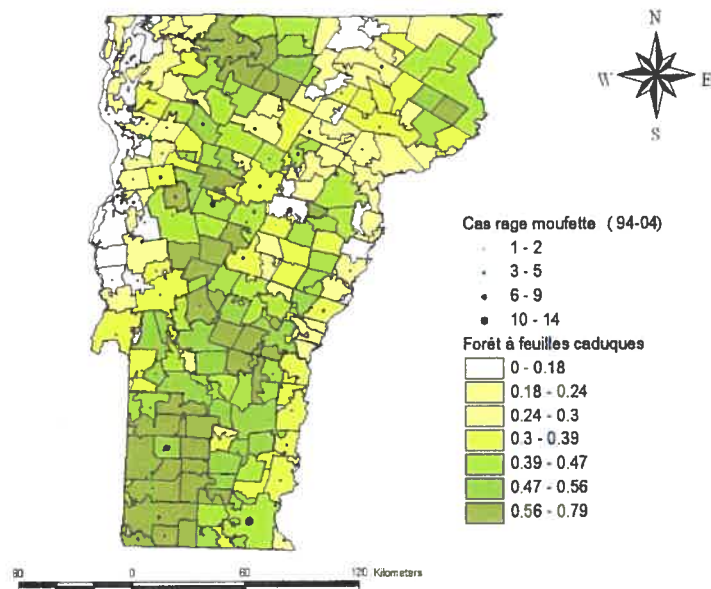 N
W E
S
Cas rage moufette (94-04)
1 - 2
3 - 5
6 - 9
10 - 14
Forêt à feuilles caduques
0 - 0.18
0.18 - 0.24
0.24 - 0.3
0.3 - 0.39
0.39 - 0.47
0.47 - 0.56
0.56 - 0.79
60 0 60 120 Kilometers